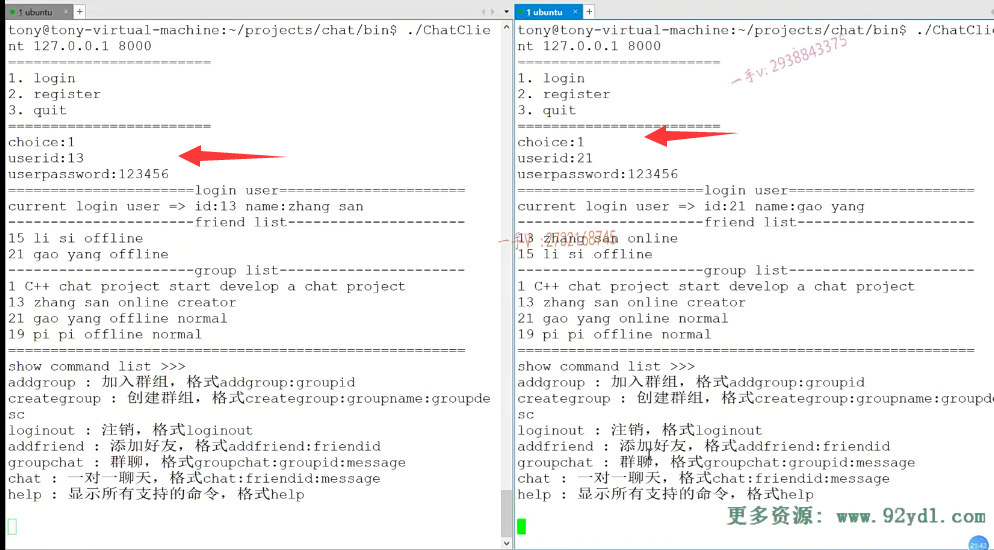 1 ubuntu
tony@tony-virtual-machine:~/projects/chat/bin$ ./ChatClie
nt 127.0.0.1 8000
========================
1. login
2. register
3. quit
========================
choice:1
userid:13
userpassword:123456
======================login user======================
current login user => id:13 name:zhang san
----------------------friend list---------------------
15 li si offline
21 gao yang offline
----------------------group list----------------------
1 C++ chat project start develop a chat project
13 zhang san online creator
21 gao yang offline normal
19 pi pi offline normal
======================================================
show command list >>>
addgroup : 加入群组，格式addgroup:groupid
creategroup : 创建群组，格式creategroup:groupname:groupde
sc
loginout : 注销，格式loginout
addfriend : 添加好友，格式addfriend:friendid
groupchat : 群聊，格式groupchat:groupid:message
chat : 一对一聊天，格式chat:friendid:message
help : 显示所有支持的命令，格式help
1 ubuntu
tony@tony-virtual-machine:~/projects/chat/bin$ ./ChatClie
nt 127.0.0.1 8000
========================
1. login
2. register
3. quit
========================
choice:1
userid:21
userpassword:123456
======================login user======================
current login user => id:21 name:gao yang
----------------------friend list---------------------
13 zhang san online
15 li si offline
----------------------group list----------------------
1 C++ chat project start develop a chat project
13 zhang san online creator
21 gao yang online normal
19 pi pi offline normal
======================================================
show command list >>>
addgroup : 加入群组，格式addgroup:groupid
creategroup : 创建群组，格式creategroup:groupname:groupde
sc
loginout : 注销，格式loginout
addfriend : 添加好友，格式addfriend:friendid
groupchat : 群聊，格式groupchat:groupid:message
chat : 一对一聊天，格式chat:friendid:message
help : 显示所有支持的命令，格式help
一手v:2938843375
更多资源: www.92ydl.com
21:42